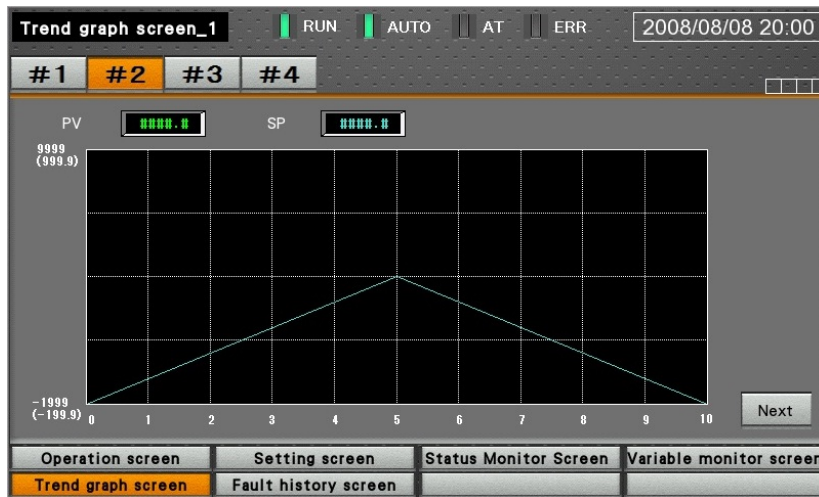 Trend graph screen_1 RUN AUTO AT ERR 2008/08/08 20:00
#1 #2 #3 #4
PV ####.# SP ####.#
9999
(999.9)
-1999
(-199.9)
0 1 2 3 4 5 6 7 8 9 10
Next
Operation screen Setting screen Status Monitor Screen Variable monitor screen
Trend graph screen Fault history screen